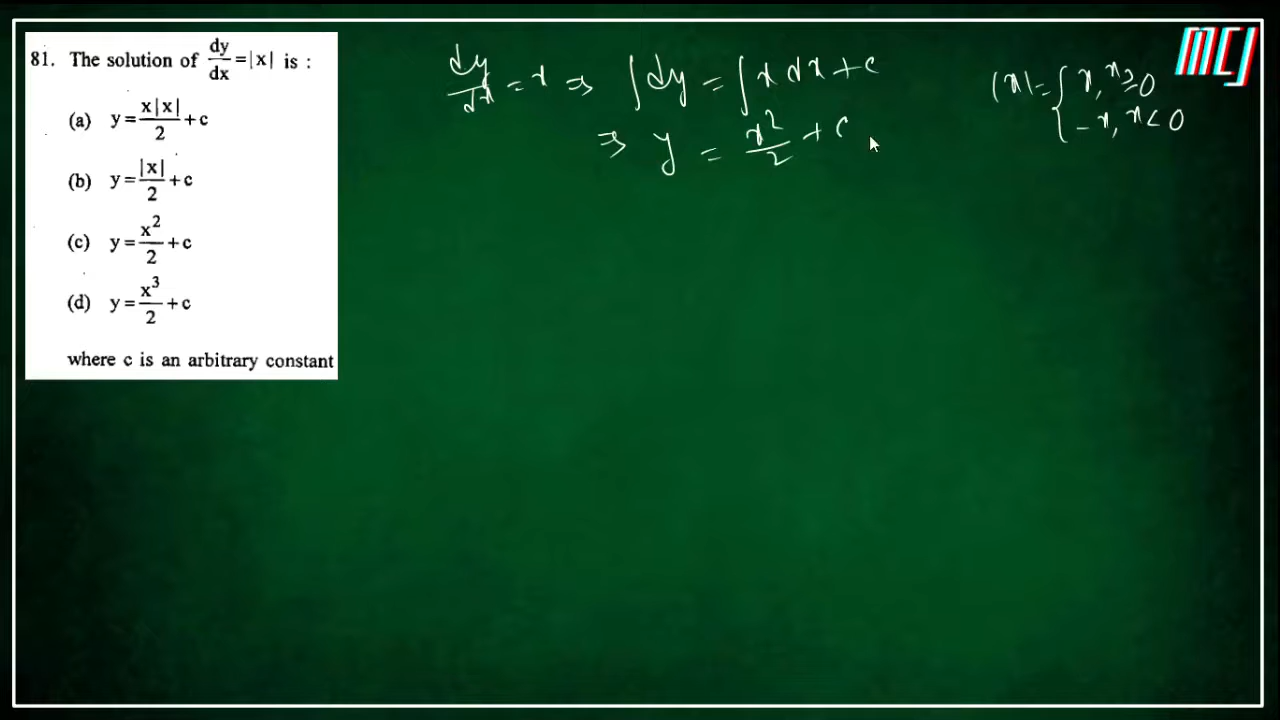 81. The solution of dy/dx = |x| is :
(a) y = x|x|/2 + c
(b) y = |x|/2 + c
(c) y = x²/2 + c
(d) y = x³/2 + c
where c is an arbitrary constant
dy/dx = x ⇒ ∫ dy = ∫ x dx + c
⇒ y = x²/2 + c
|x| = { x, x ≥ 0
{ -x, x < 0
MCJ